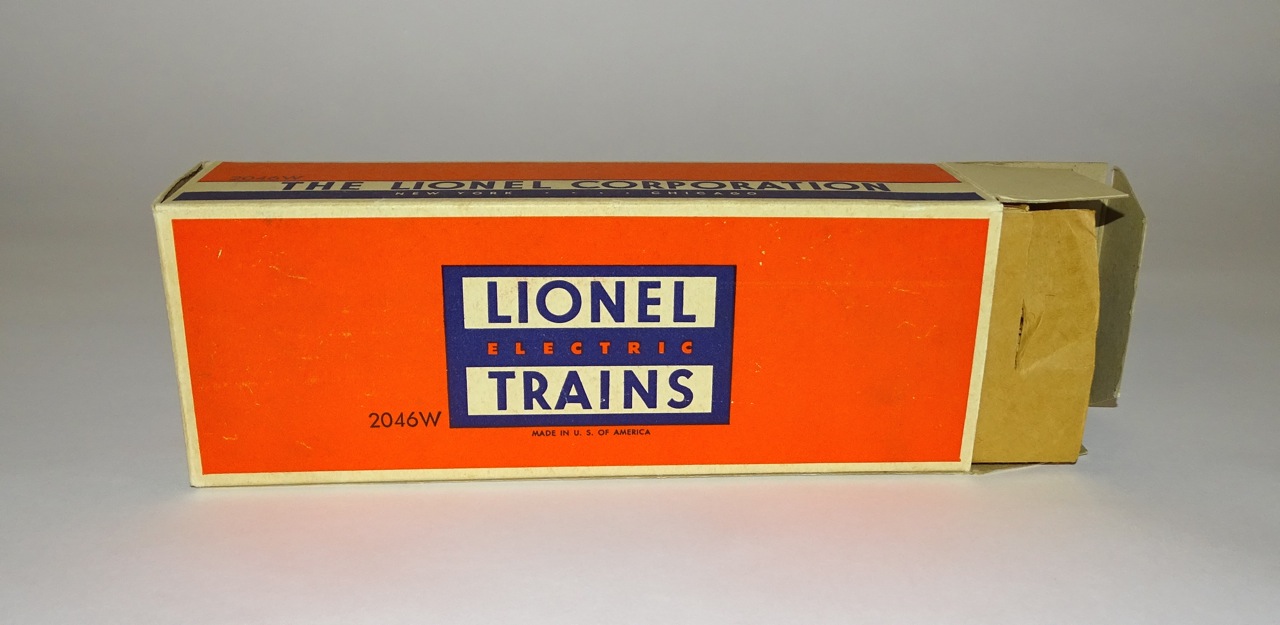 2046W
THE LIONEL CORPORATION
NEW YORK · · · · CHICAGO
LIONEL
ELECTRIC
TRAINS
2046W
MADE IN U. S. OF AMERICA